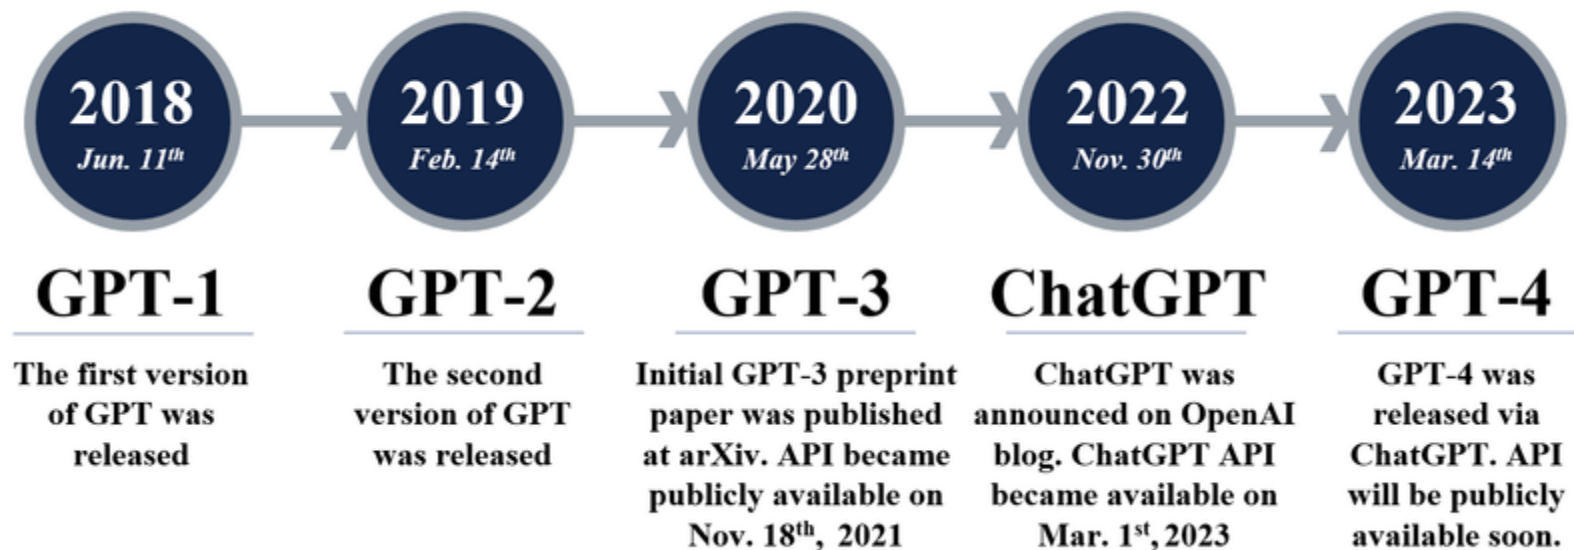 2018
Jun. 11th
2019
Feb. 14th
2020
May 28th
2022
Nov. 30th
2023
Mar. 14th
GPT-1
The first version
of GPT was
released
GPT-2
The second
version of GPT
was released
GPT-3
Initial GPT-3 preprint
paper was published
at arXiv. API became
publicly available on
Nov. 18th, 2021
ChatGPT
ChatGPT was
announced on OpenAI
blog. ChatGPT API
became available on
Mar. 1st, 2023
GPT-4
GPT-4 was
released via
ChatGPT. API
will be publicly
available soon.